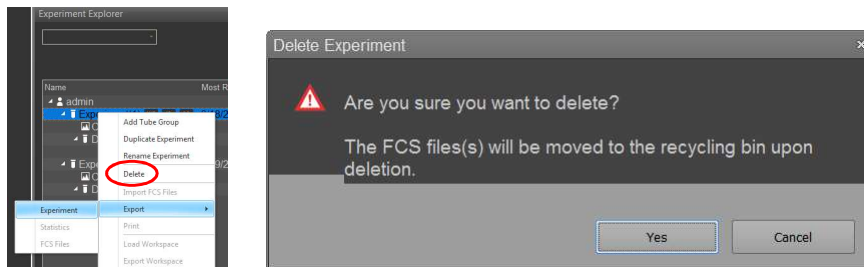 Experiment Explorer
Name Most R
admin
Add Tube Group
Duplicate Experiment
Rename Experiment
Delete
Import FCS Files
Experiment Export
Statistics Print
FCS Files Load Workspace
Export Workspace
Delete Experiment
Are you sure you want to delete?
The FCS files(s) will be moved to the recycling bin upon
deletion.
Yes Cancel